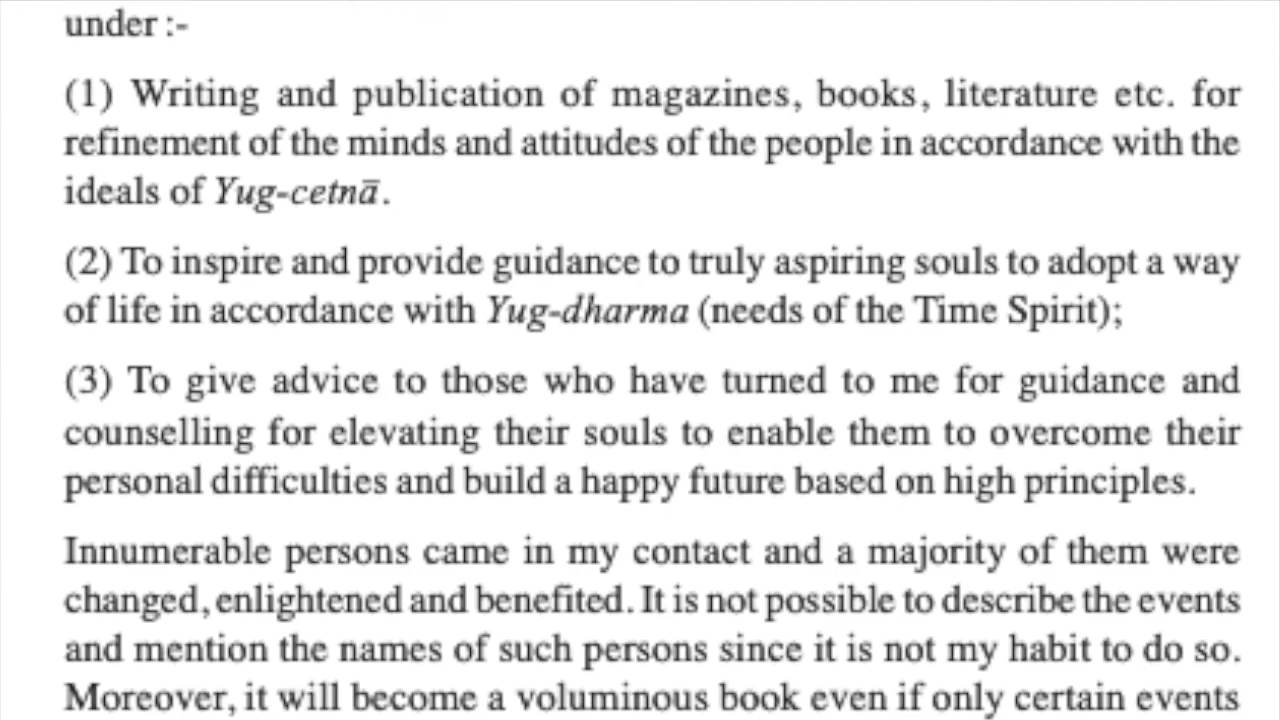 under :-
(1) Writing and publication of magazines, books, literature etc. for
refinement of the minds and attitudes of the people in accordance with the
ideals of Yug-cetnā.
(2) To inspire and provide guidance to truly aspiring souls to adopt a way
of life in accordance with Yug-dharma (needs of the Time Spirit);
(3) To give advice to those who have turned to me for guidance and
counselling for elevating their souls to enable them to overcome their
personal difficulties and build a happy future based on high principles.
Innumerable persons came in my contact and a majority of them were
changed, enlightened and benefited. It is not possible to describe the events
and mention the names of such persons since it is not my habit to do so.
Moreover, it will become a voluminous book even if only certain events